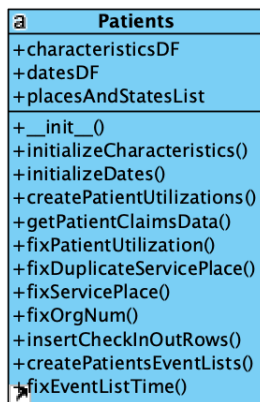 a Patients
+characteristicsDF
+datesDF
+placesAndStatesList
+__init__()
+initializeCharacteristics()
+initializeDates()
+createPatientUtilizations()
+getPatientClaimsData()
+fixPatientUtilization()
+fixDuplicateServicePlace()
+fixServicePlace()
+fixOrgNum()
+insertCheckInOutRows()
+createPatientsEventLists()
+fixEventListTime()